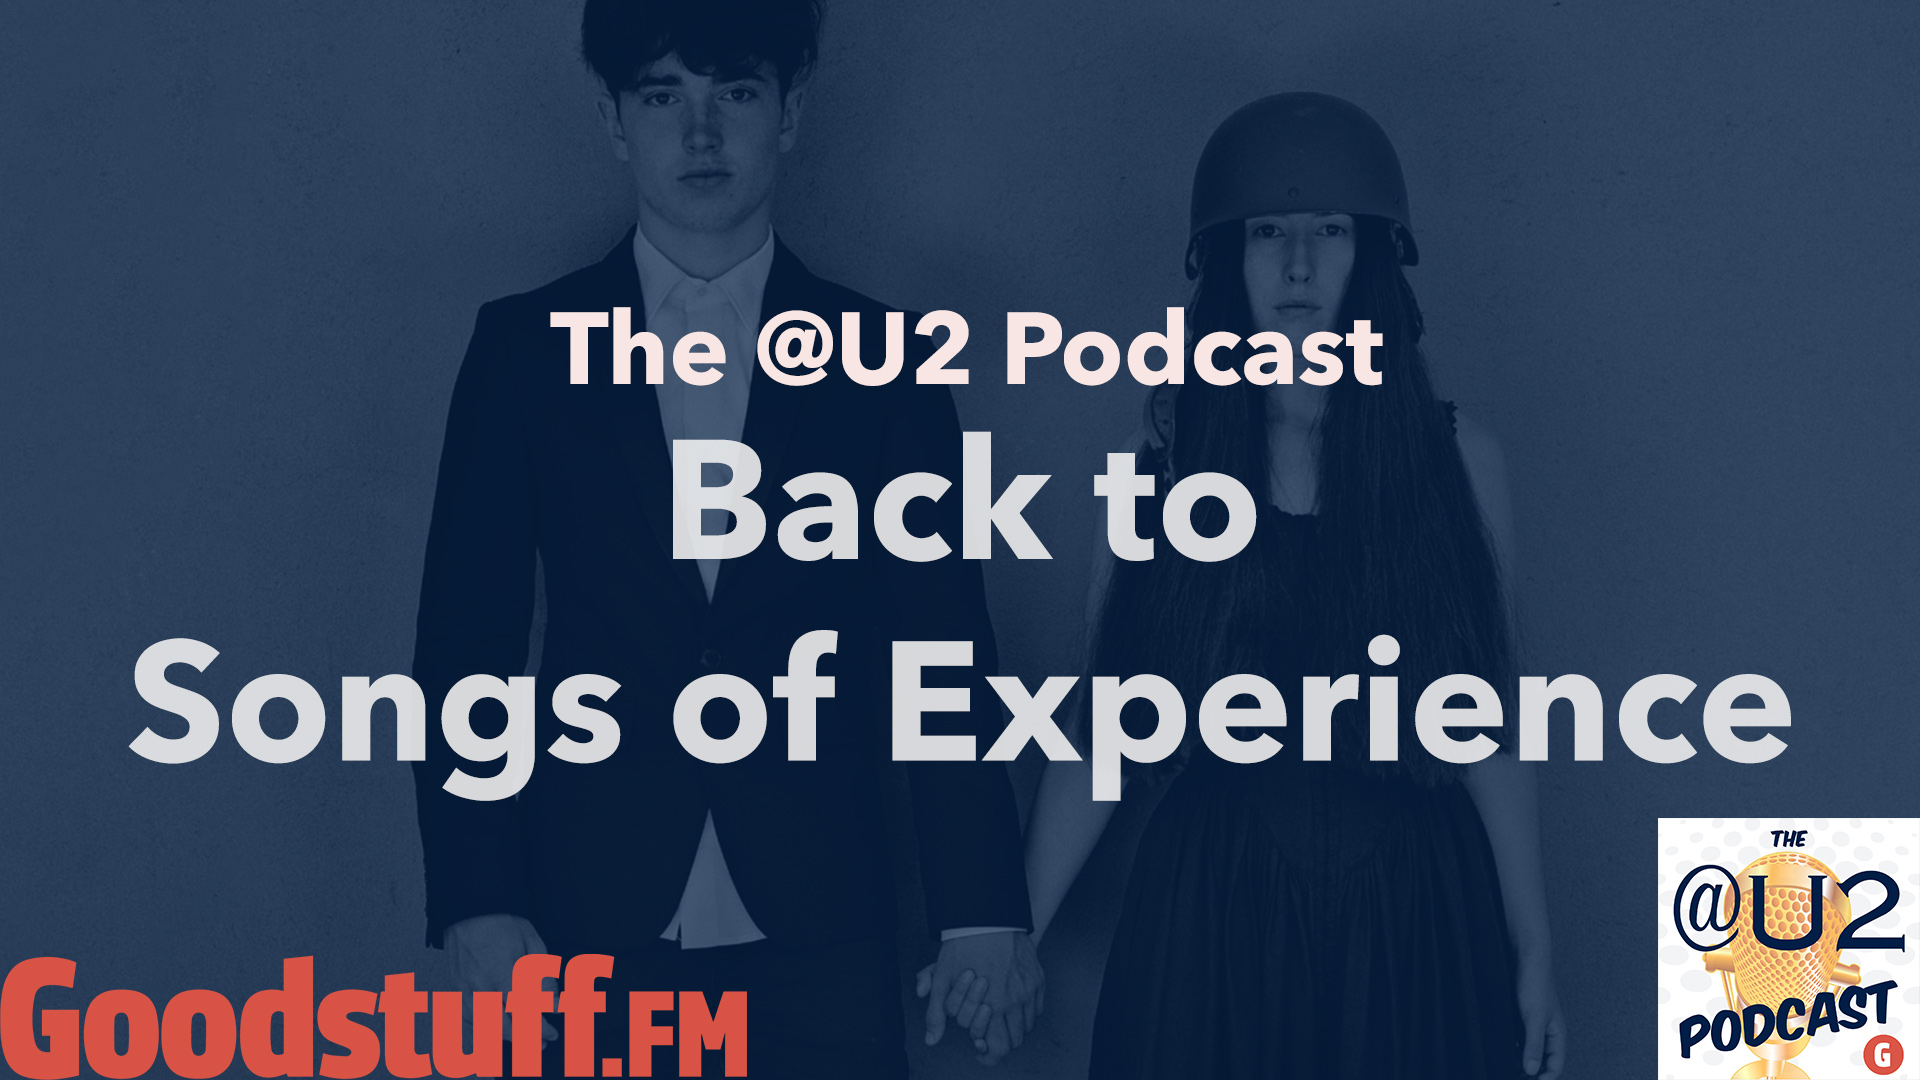 The @U2 Podcast
Back to
Songs of Experience
Goodstuff.FM
THE
@U2
PODCAST
G